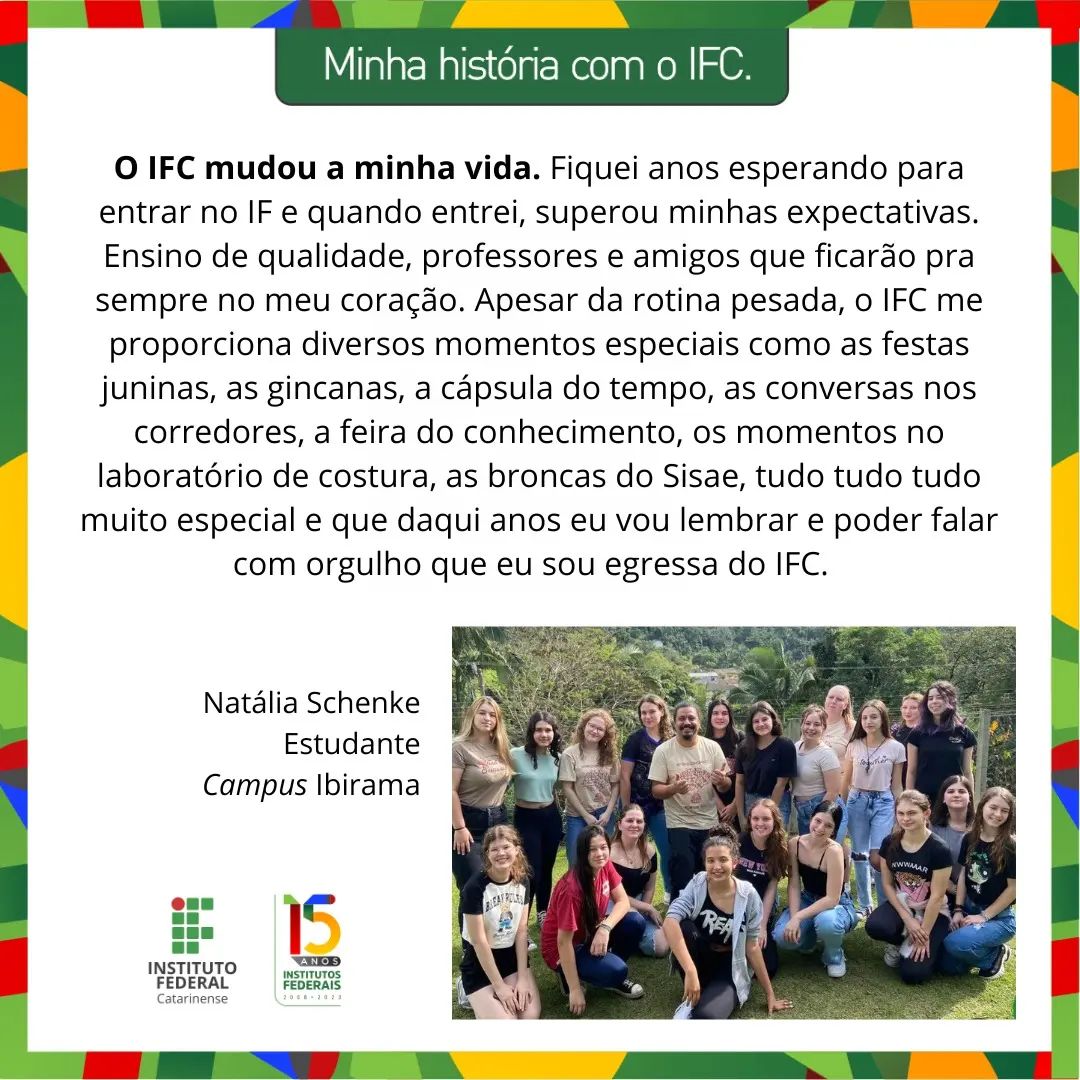 Minha história com o IFC.
O IFC mudou a minha vida. Fiquei anos esperando para
entrar no IF e quando entrei, superou minhas expectativas.
Ensino de qualidade, professores e amigos que ficarão pra
sempre no meu coração. Apesar da rotina pesada, o IFC me
proporciona diversos momentos especiais como as festas
juninas, as gincanas, a cápsula do tempo, as conversas nos
corredores, a feira do conhecimento, os momentos no
laboratório de costura, as broncas do Sisae, tudo tudo tudo
muito especial e que daqui anos eu vou lembrar e poder falar
com orgulho que eu sou egressa do IFC.
Natália Schenke
Estudante
Campus Ibirama
INSTITUTO
FEDERAL
Catarinense
15
ANOS
INSTITUTOS
FEDERAIS
2008-2023
Together
NEW YORK
REAL